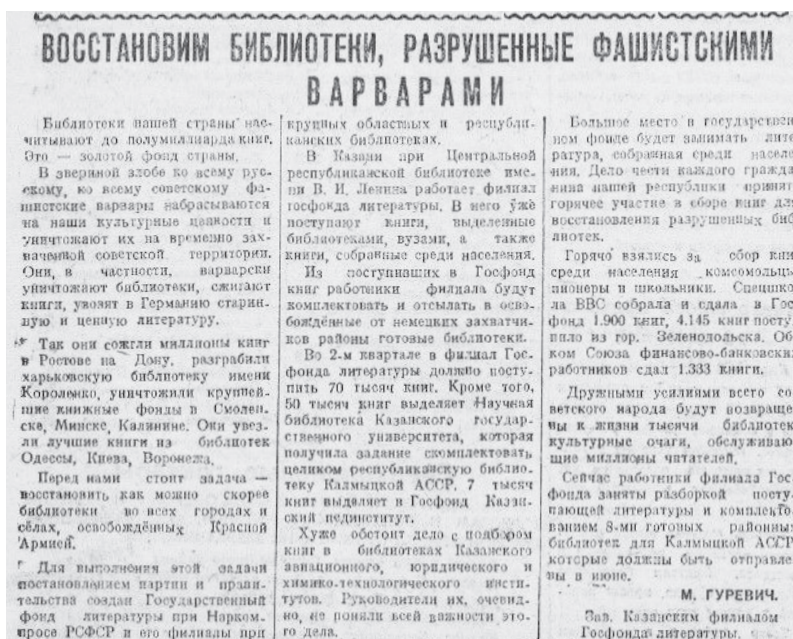 ВОССТАНОВИМ БИБЛИОТЕКИ, РАЗРУШЕННЫЕ ФАШИСТСКИМИ
ВАРВАРАМИ
Библиотеки нашей страны нас-
читывают до полумиллиарда книг.
Это — золотой фонд страны.
В звериной злобе ко всему рус-
скому, ко всему советскому фа-
шистские варвары набрасываются
на наши культурные ценности и
уничтожают их на временно зах-
ваченной советской территории.
Они, в частности, варварски
уничтожают библиотеки, сжигают
книги, увозят в Германию старин-
ную и ценную литературу.
Так они сожгли миллионы книг
в Ростове на Дону, разграбили
харьковскую библиотеку имени
Короленко, уничтожили крупней-
шие книжные фонды в Смолен-
ске, Минске, Калинине. Они увез-
ли лучшие книги из библиотек
Одессы, Киева, Воронежа.
Перед нами стоит задача —
восстановить как можно скорее
библиотеки во всех городах и
сёлах, освобождённых Красной
Армией.
Для выполнения этой задачи
постановлением партии и прави-
тельства создан Государственный
фонд литературы при Нарком-
просе РСФСР и его филиалы при
крупных областных и республи-
канских библиотеках.
В Казани при Центральной
республиканской библиотеке име-
ни В. И. Ленина работает филиал
госфонда литературы. В него уже
поступают книги, выделенные
библиотеками, вузами, а также
книги, собранные среди населения.
Из поступивших в Госфонд
книг работники филиала будут
комплектовать и отсылать в осво-
бождённые от немецких захватчи-
ков районы готовые библиотеки.
Во 2-м квартале в филиал Гос-
фонда литературы должно посту-
пить 70 тысяч книг. Кроме того,
50 тысяч книг выделяет Научная
библиотека Казанского государ-
ственного университета, которая
получила задание скомплектовать
целиком республиканскую библио-
теку Калмыцкой АССР. 7 тысяч
книг выделяет в Госфонд Казан-
ский пединститут.
Хуже обстоит дело с подбором
книг в библиотеках Казанского
авиационного, юридического и
химико-технологического инсти-
тутов. Руководители их, очевид-
но, не поняли всей важности это-
го дела.
Большое место в государствен
ном фонде будет занимать лите
ратура, собранная среди населе
ния. Дело чести каждого гражда
нина нашей республики принят
горячее участие в сборе книг для
восстановления разрушенных биб
лиотек.
Горячо взялись за сбор книг
среди населения комсомольцы
пионеры и школьники. Спецшко
ла ВВС собрала и сдала в Гос
фонд 1.900 книг, 4.145 книг посту
пило из гор. Зеленодольска. Об
ком Союза финансово-банковских
работников сдал 1.333 книги.
Дружными усилиями всего со
ветского народа будут возвраще
ны к жизни тысячи библиотек
культурные очаги, обслуживаю
щие миллионы читателей.
Сейчас работники филиала Гос
фонда заняты разборкой посту
пающей литературы и комплекто
ванием 8-ми готовых районных
библиотек для Калмыцкой АССР
которые должны быть отправле
ны в июне.
М. ГУРЕВИЧ.
Зав. Казанским филиалом
Госфонда литературы.